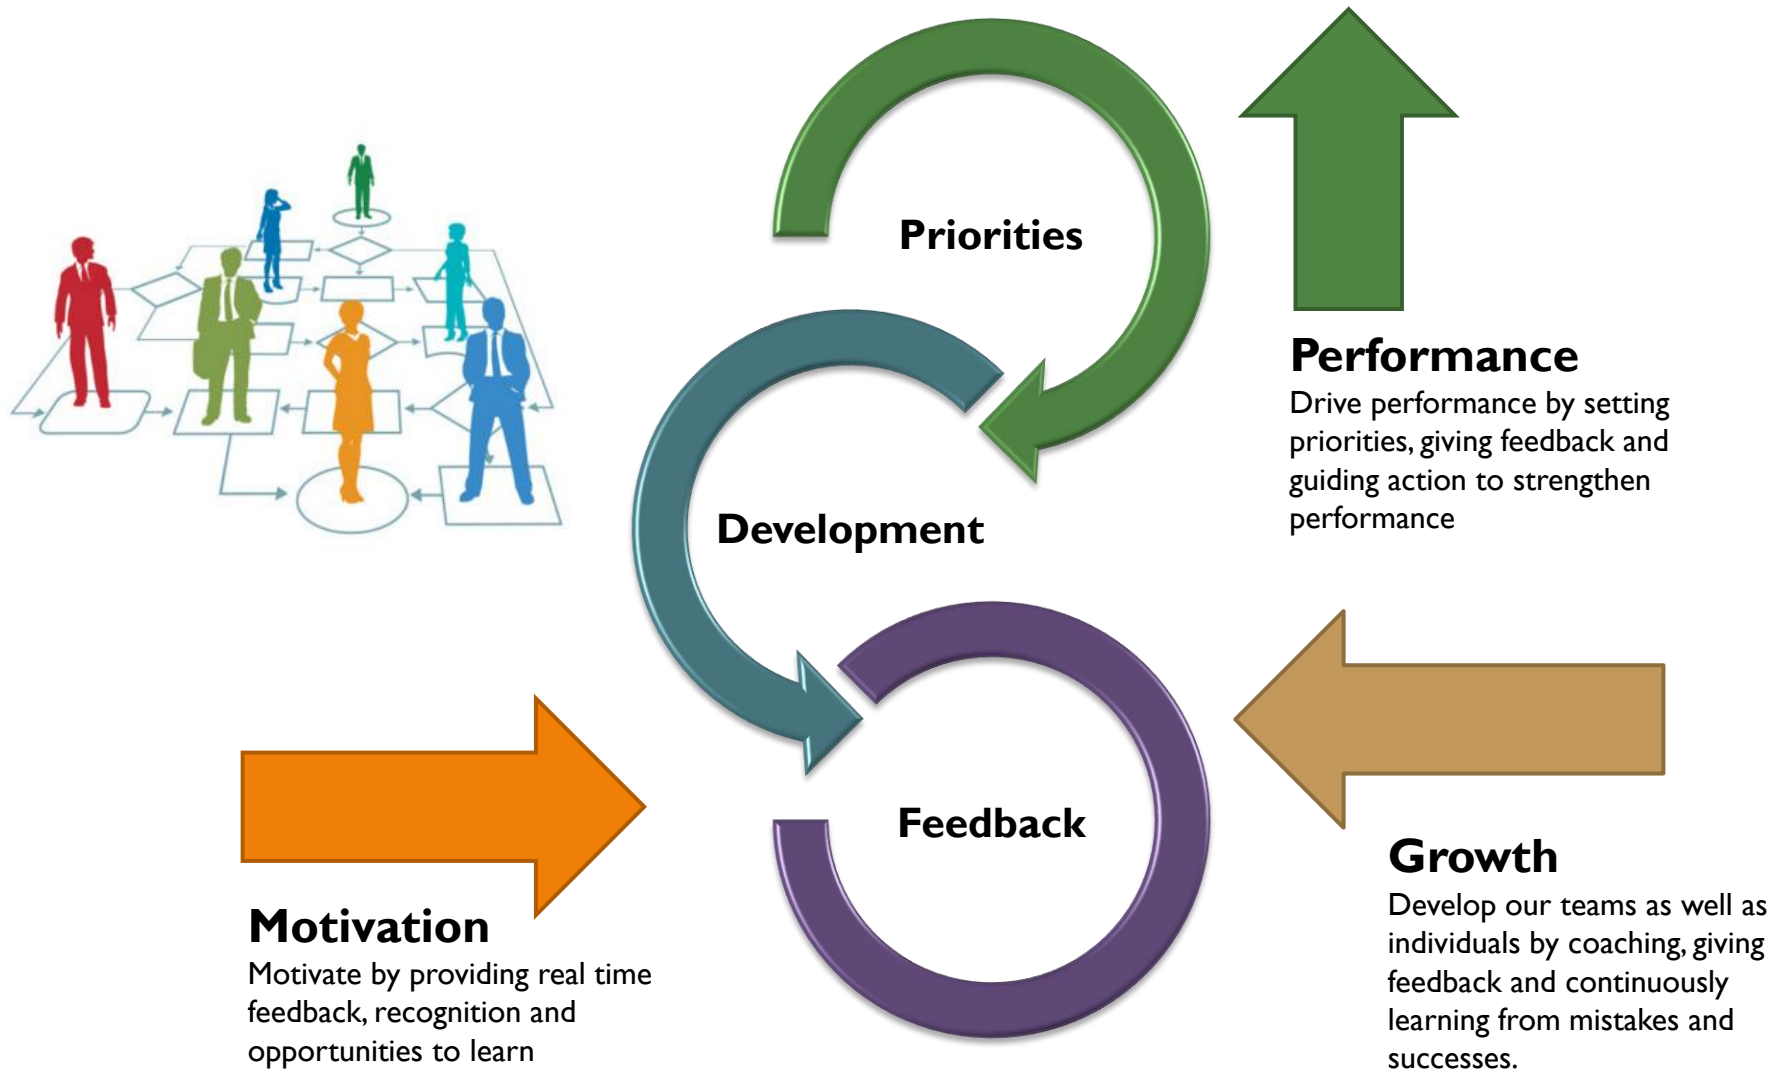 Priorities
Performance
Drive performance by setting
priorities, giving feedback and
guiding action to strengthen
performance
Development
Feedback
Motivation
Motivate by providing real time
feedback, recognition and
opportunities to learn
Growth
Develop our teams as well as
individuals by coaching, giving
feedback and continuously
learning from mistakes and
successes.